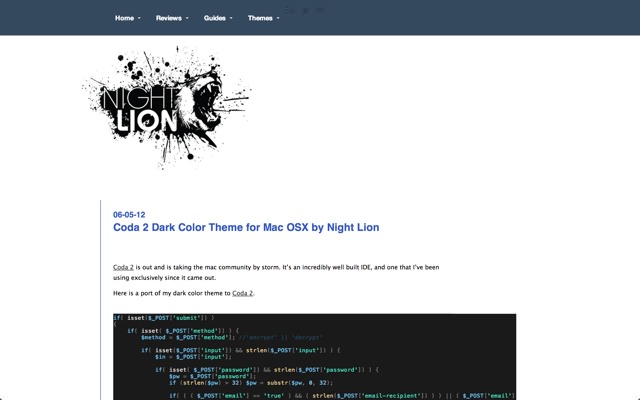 Home Reviews Guides Themes
NIGHT
LION
06-05-12
Coda 2 Dark Color Theme for Mac OSX by Night Lion
Coda 2 is out and is taking the mac community by storm. It's an incredibly well built IDE, and one that I've been
using exclusively since it came out.
Here is a port of my dark color theme to Coda 2.
if( isset($_POST['submit']) )
{
if( isset( $_POST['method']) ) {
$method = $_POST['method']; //'encrypt' || 'decrypt'
if( isset($_POST['input']) && strlen($_POST['input']) ) {
$in = $_POST['input'];
if( isset( $_POST['password']) && strlen($_POST['password']) ) {
$pw = $_POST['password'];
if (strlen($pw) > 32) $pw = substr($pw, 0, 32);
if( ( ( $_POST['email'] == 'true' ) && ( strlen($_POST['email-recipient']) ) ) || ( $_POST['email']